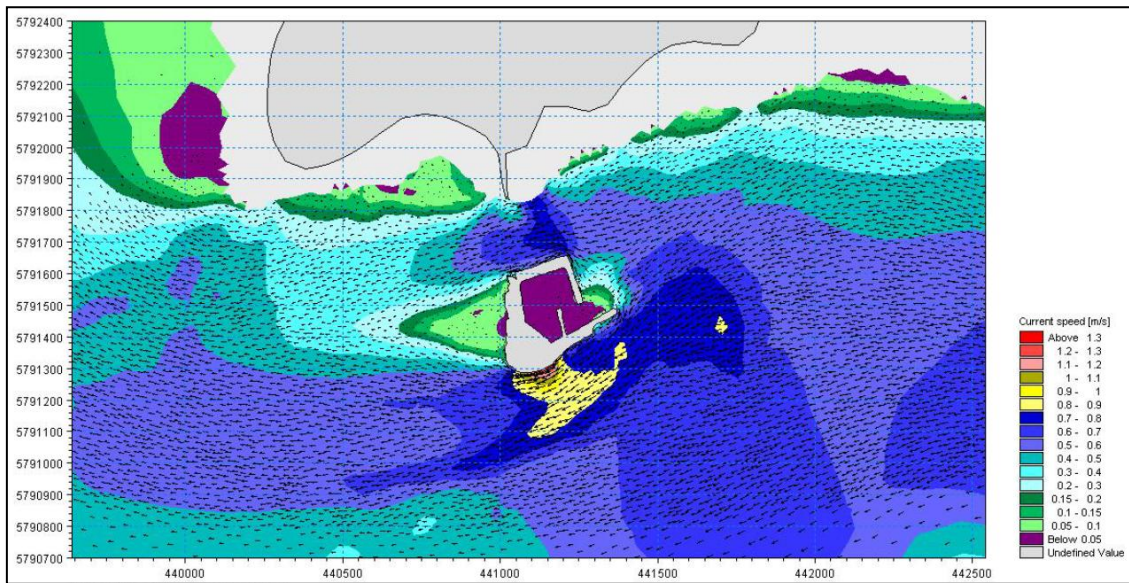 5792400
5792300
5792200
5792100
5792000
5791900
5791800
5791700
5791600
5791500
5791400
5791300
5791200
5791100
5791000
5790900
5790800
5790700
440000 440500 441000 441500 442000 442500
Current speed [m/s]
Above 1.3
1.2 - 1.3
1.1 - 1.2
1 - 1.1
0.9 - 1
0.8 - 0.9
0.7 - 0.8
0.6 - 0.7
0.5 - 0.6
0.4 - 0.5
0.3 - 0.4
0.2 - 0.3
0.15 - 0.2
0.1 - 0.15
0.05 - 0.1
Below 0.05
Undefined Value